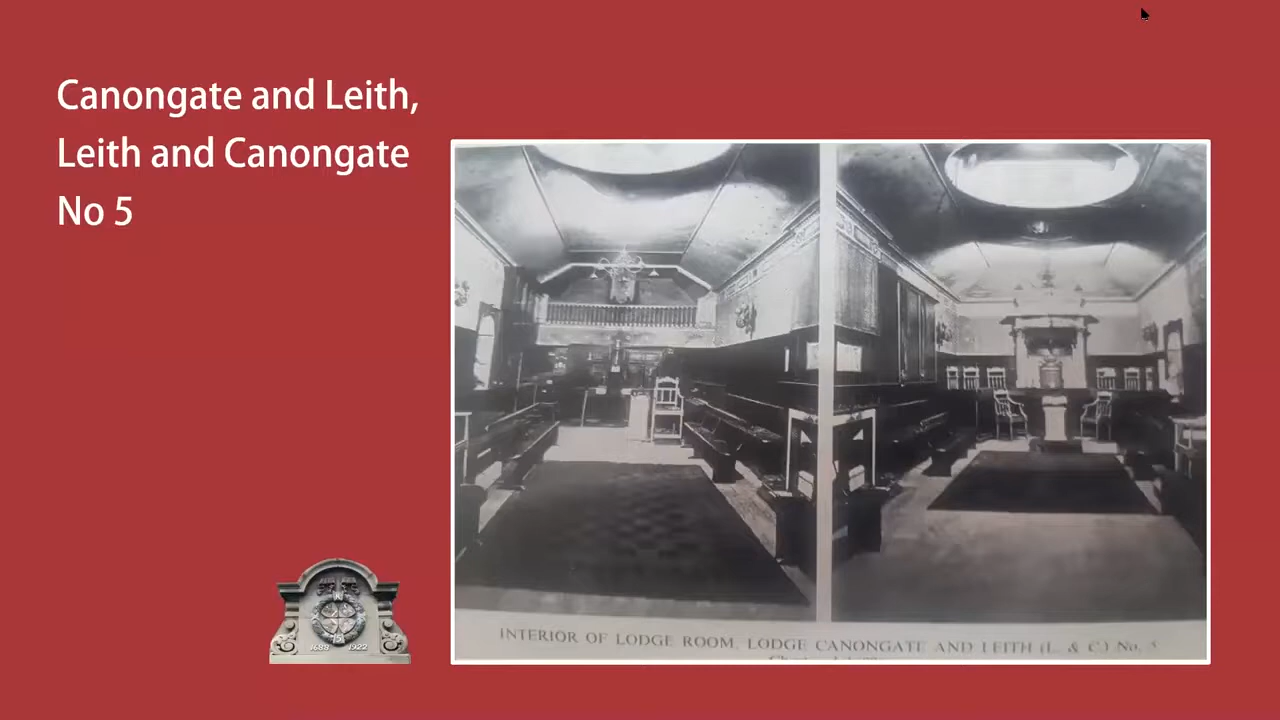 Canongate and Leith,
Leith and Canongate
No 5
INTERIOR OF LODGE ROOM, LODGE CANONGATE AND LEITH (L. & C.) No. 5
1688 1922